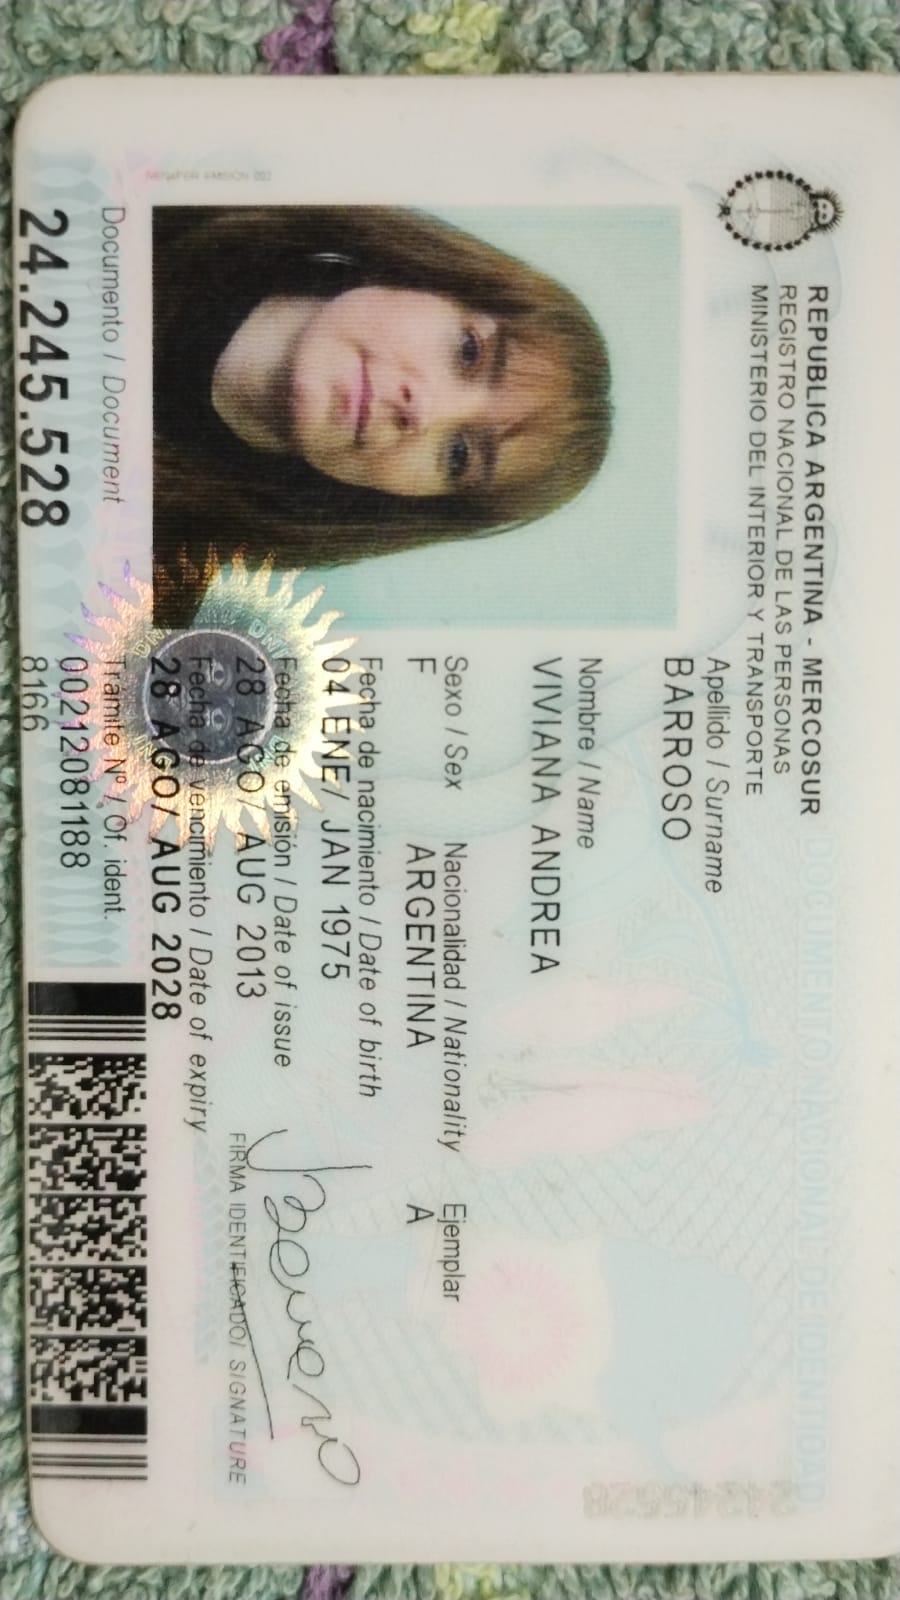 REPUBLICA ARGENTINA - MERCOSUR
REGISTRO NACIONAL DE LAS PERSONAS
MINISTERIO DEL INTERIOR Y TRANSPORTE
Apellido / Surname
BARROSO
Nombre / Name
VIVIANA ANDREA
Sexo / Sex Nacionalidad / Nationality Ejemplar
F ARGENTINA A
Fecha de nacimiento / Date of birth
04 ENE/ JAN 1975
Fecha de emisión / Date of issue
28 AGO/ AUG 2013
Fecha de vencimiento / Date of expiry
28 AGO/ AUG 2028
FIRMA IDENTIFICADO/ SIGNATURE
Documento / Document
24.245.528
Trámite Nº / Of. ident.
00212081188
8166
DOCUMENTO NACIONAL DE IDENTIDAD